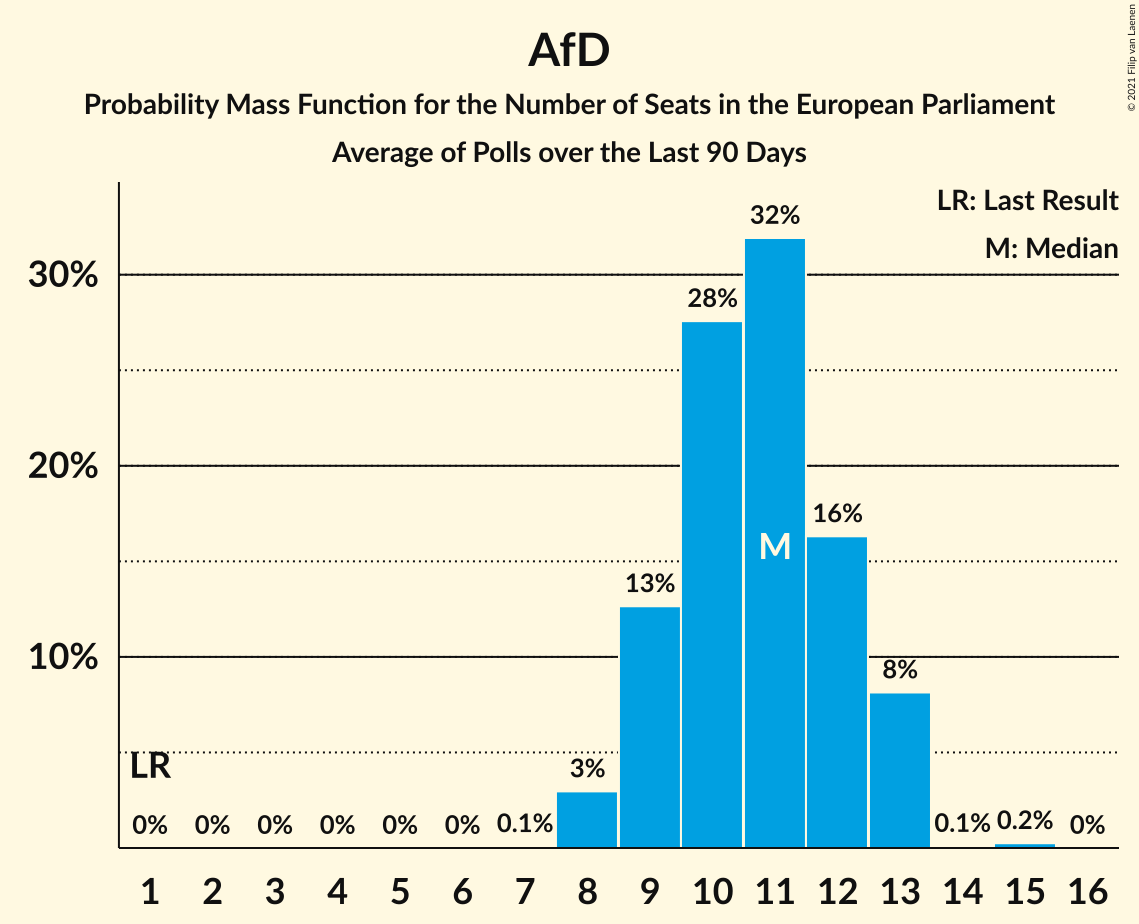 AfD
Probability Mass Function for the Number of Seats in the European Parliament
Average of Polls over the Last 90 Days
© 2021 Filip van Laenen
LR: Last Result
M: Median
30%
20%
10%
LR
0%
0%
0%
0%
0%
0%
0.1%
3%
13%
28%
32%
M
16%
8%
0.1%
0.2%
0%
1 2 3 4 5 6 7 8 9 10 11 12 13 14 15 16